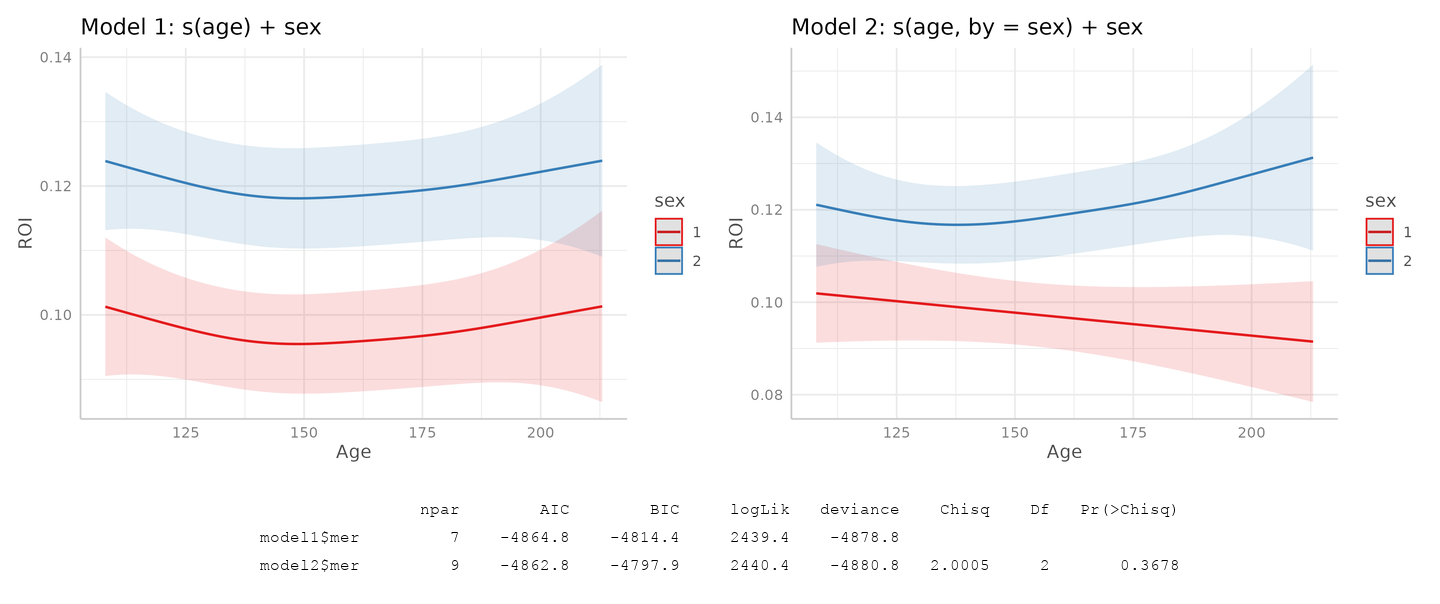 Model 1: s(age) + sex
0.14
0.12
0.10
ROI
125 150 175 200
Age
sex
1
2
Model 2: s(age, by = sex) + sex
0.14
0.12
0.10
0.08
ROI
125 150 175 200
Age
sex
1
2
npar AIC BIC logLik deviance Chisq Df Pr(>Chisq)
model1$mer 7 -4864.8 -4814.4 2439.4 -4878.8
model2$mer 9 -4862.8 -4797.9 2440.4 -4880.8 2.0005 2 0.3678